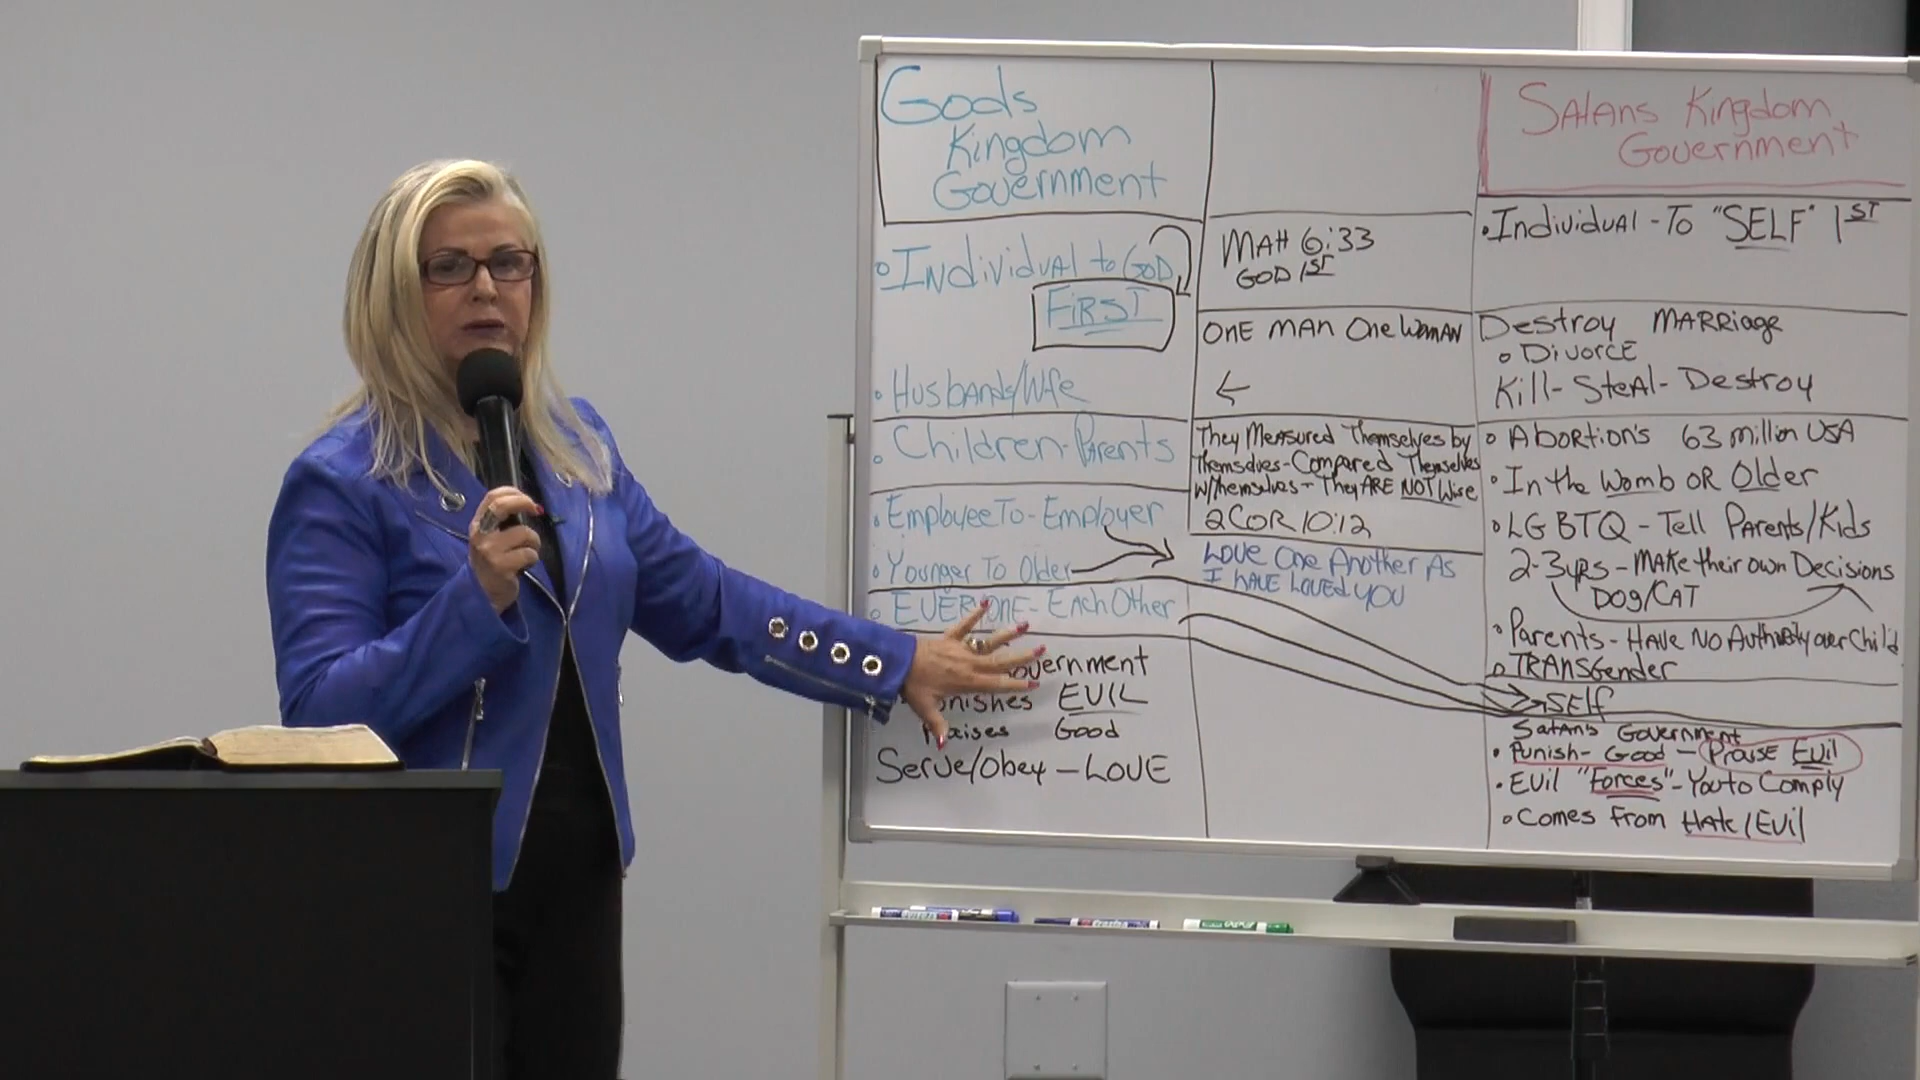 Gods
Kingdom
Government
• Individual to God
First
• Husbands/Wife
• Children-Parents
• Employee To-Employer
• Younger To Older
• EVERYONE-Each Other
overnment
nishes EVIL
aises Good
Serve/Obey - LOVE
Matt 6:33
GOD 1ST
ONE MAN One Woman
←
They Measured Themselves by
Themselves-Compared Themselves
w/themselves - They ARE NOT Wise
2 COR 10:12
Love One Another As
I HAVE LOVED YOU
Satans Kingdom
Government
• Individual - To "SELF" 1ST
Destroy MARRiage
• Divorce
Kill-Steal-Destroy
• Abortion's 63 million USA
• In the Womb OR Older
• LGBTQ - Tell Parents/Kids
2-3yrs - Make their own Decisions
DOG/CAT
• Parents - Have No Authority over Child
• TRANSGender
SELF
Satan's Government
• Punish- Good - Praise Evil
• Evil "Forces" - You to Comply
• Comes From Hate/Evil